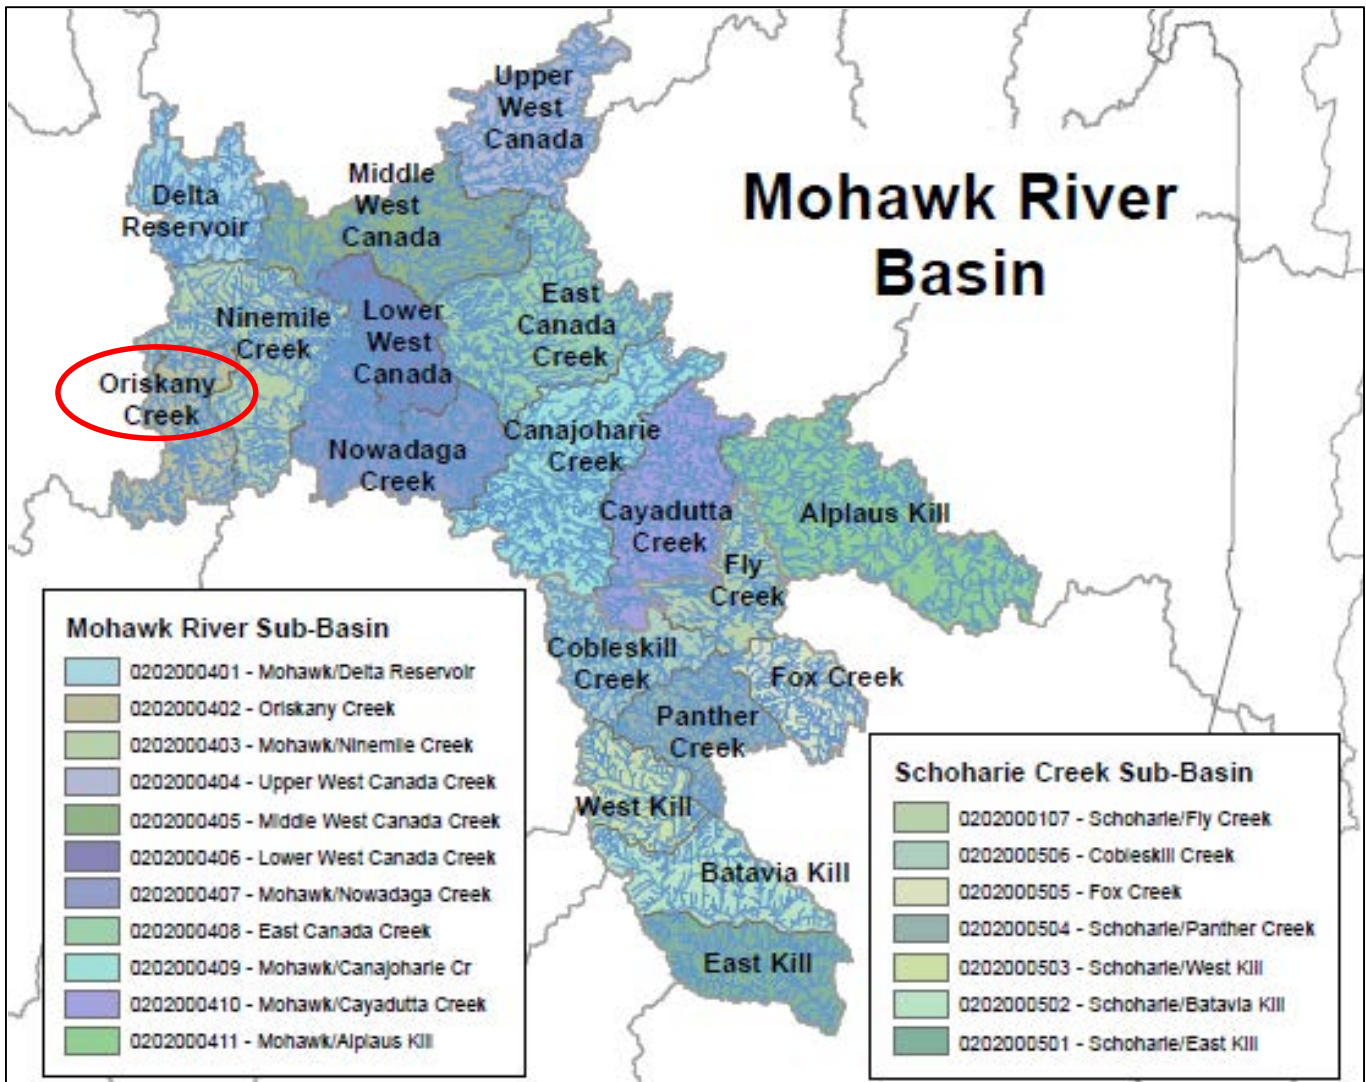 Upper
West
Canada
Mohawk River
Basin
Middle
West
Canada
Delta
Reservoir
Ninemile
Creek
Lower
West
Canada
East
Canada
Creek
Oriskany
Creek
Nowadaga
Creek
Canajoharie
Creek
Cayadutta
Creek
Alplaus Kill
Fly
Creek
Cobleskill
Creek
Fox Creek
Panther
Creek
West Kill
Batavia Kill
East Kill
Mohawk River Sub-Basin
0202000401 - Mohawk/Delta Reservoir
0202000402 - Oriskany Creek
0202000403 - Mohawk/Ninemile Creek
0202000404 - Upper West Canada Creek
0202000405 - Middle West Canada Creek
0202000406 - Lower West Canada Creek
0202000407 - Mohawk/Nowadaga Creek
0202000408 - East Canada Creek
0202000409 - Mohawk/Canajoharie Cr
0202000410 - Mohawk/Cayadutta Creek
0202000411 - Mohawk/Alplaus Kill
Schoharie Creek Sub-Basin
0202000107 - Schoharie/Fly Creek
0202000506 - Cobleskill Creek
0202000505 - Fox Creek
0202000504 - Schoharie/Panther Creek
0202000503 - Schoharie/West Kill
0202000502 - Schoharie/Batavia Kill
0202000501 - Schoharie/East Kill